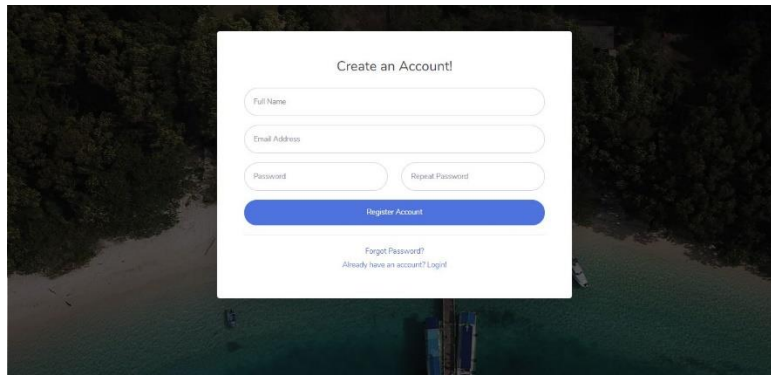 Create an Account!
Full Name
Email Address
Password
Repeat Password
Register Account
Forgot Password?
Already have an account? Login!